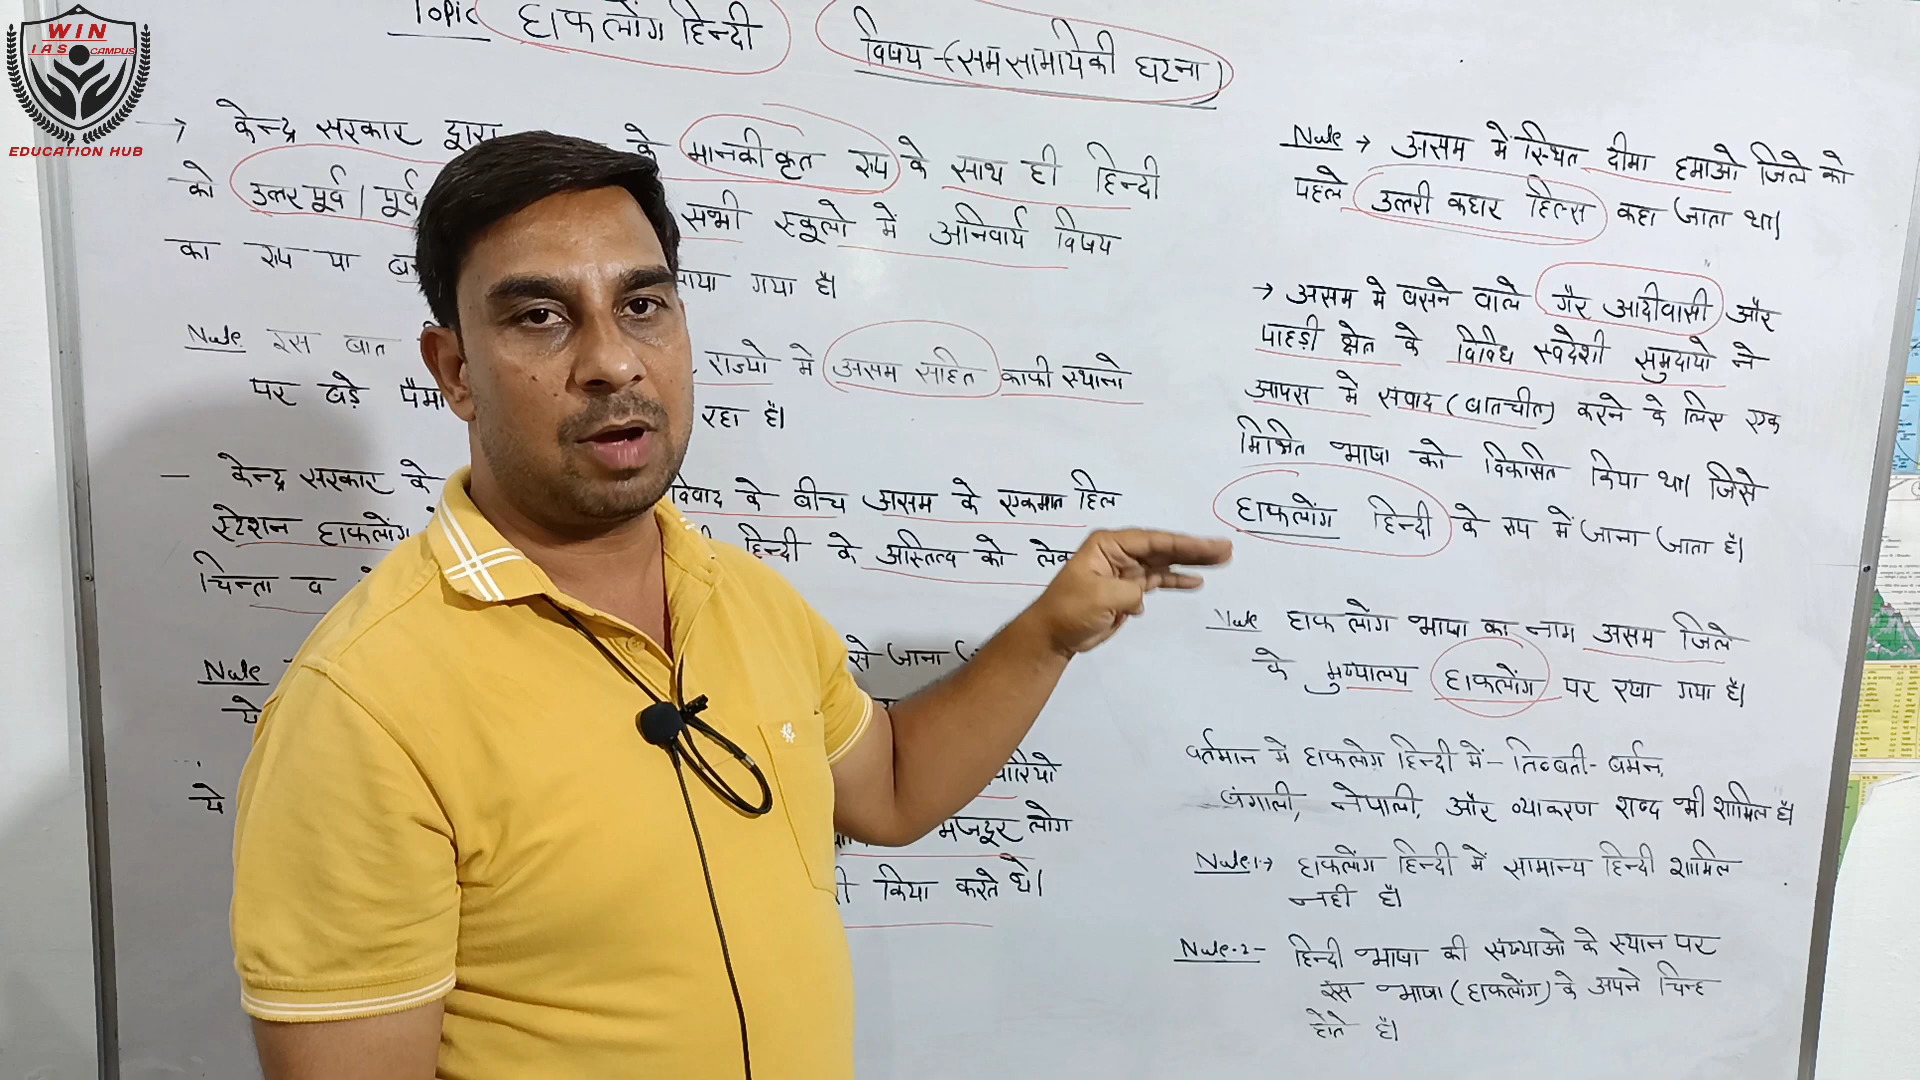 WIN
IAS CAMPUS
EDUCATION HUB
Topic हाफलोंग हिन्दी
विषय - (समसामायिकी घटना)
→ केन्द्र सरकार द्वारा के मानकीकृत रूप के साथ ही हिन्दी
को उत्तर पूर्व / पूर्व सभी स्कूलो में अनिवार्य विषय
का रूप या गया है।
Note इस बात राज्यो मे असम सहित काफी स्थानो
पर बड़े रहा है।
- केन्द्र सरकार के विवाद के बीच असम के एकमात्र हिल
स्टेशन हाफलोंग हिन्दी के अस्तित्व को
चिन्ता व
Note से जाना
ये
ये
मजदूर लोग
किया करते थे।
Note → असम में स्थित दीमा हमाओ जिले को
पहले उत्तरी कछार हिल्स कहा जाता था।
→ असम मे बसने वाले गैर आदीवासी और
पाहड़ी क्षेत्र के विविध स्वदेशी समुदायो ने
आपस मे संवाद (बातचीत) करने के लिए एक
मिश्रित भाषा को विकासित किया था। जिसे
हाफलोंग हिन्दी के रूप में जाना जाता है।
Note हाफलोंग भाषा का नाम असम जिले
के मुख्यालय हाफलोंग पर रखा गया है।
वर्तमान मे हाफलोंग हिन्दी में - तिब्बती - बर्मन,
बंगाली, नेपाली, और व्याकरण शब्द भी शामिल है।
Note 1 → हाफलोंग हिन्दी में सामान्य हिन्दी शामिल
नही है।
Note-2- हिन्दी भाषा की संख्याओ के स्थान पर
इस भाषा (हाफलोंग) के अपने चिन्ह
होते है।